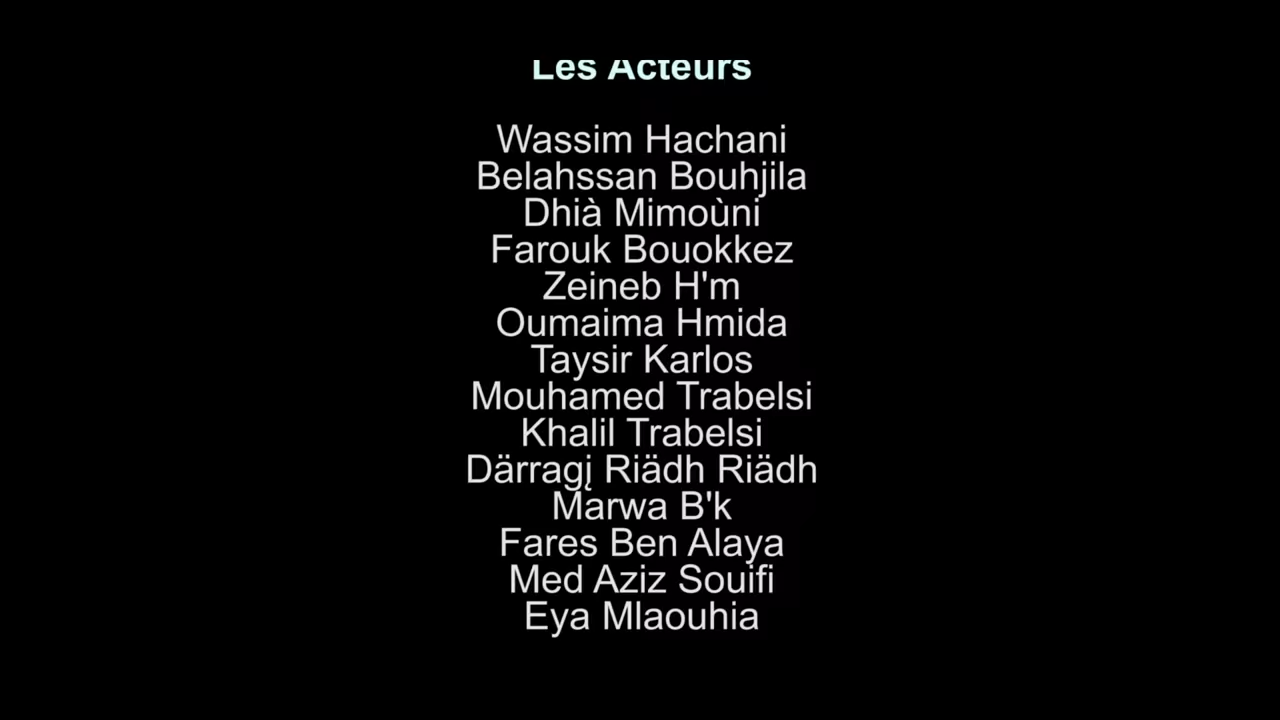 Les Acteurs
Wassim Hachani
Belahssan Bouhjila
Dhià Mimoùni
Farouk Bouokkez
Zeineb H'm
Oumaima Hmida
Taysir Karlos
Mouhamed Trabelsi
Khalil Trabelsi
Därragį Riädh Riädh
Marwa B'k
Fares Ben Alaya
Med Aziz Souifi
Eya Mlaouhia